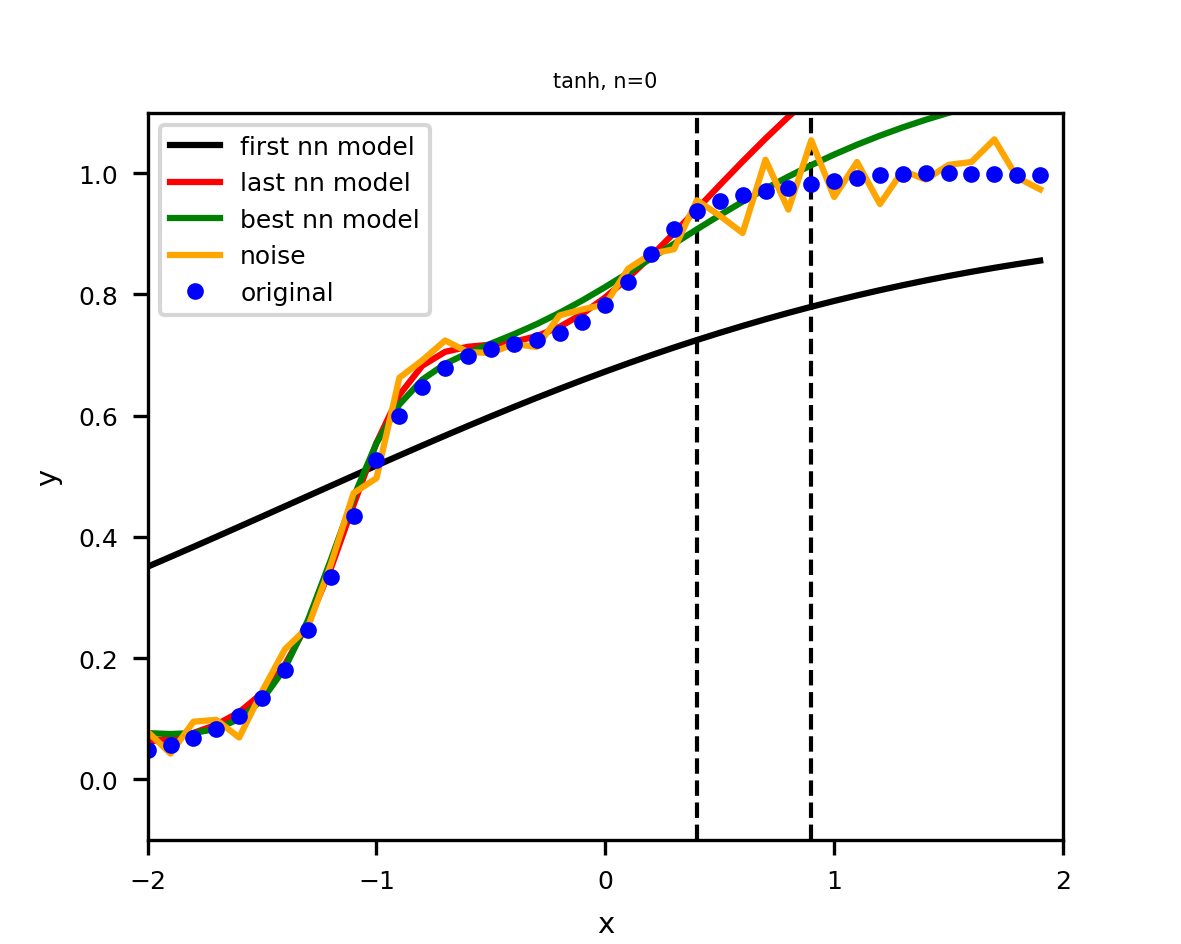 tanh, n=0
first nn model
last nn model
best nn model
noise
original
1.0
0.8
0.6
0.4
0.2
0.0
y
−2 −1 0 1 2
x